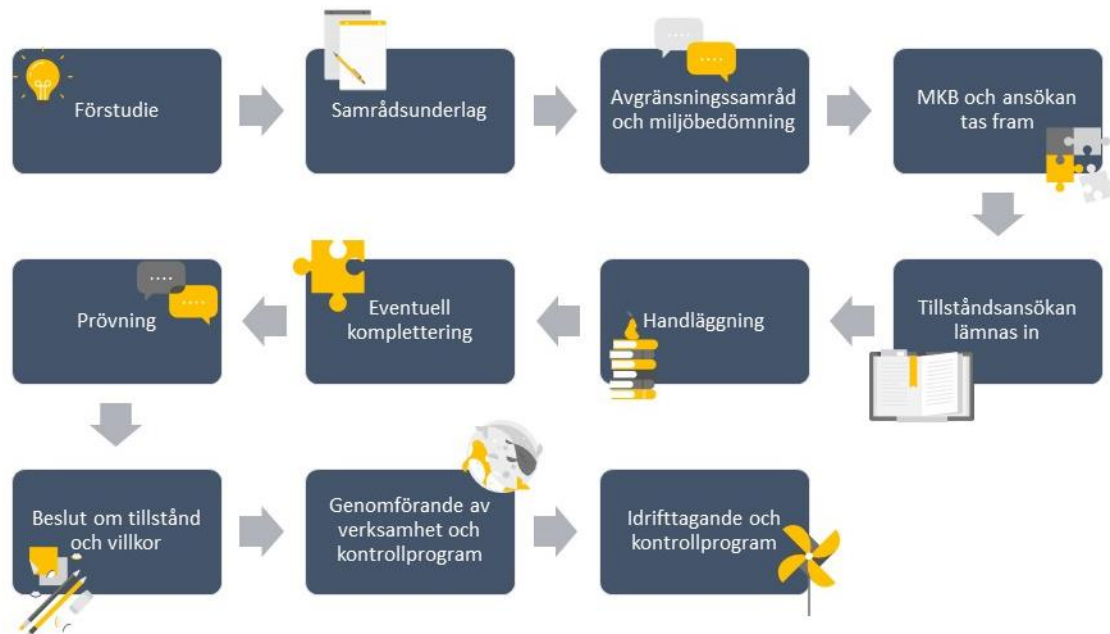 Förstudie
Samrådsunderlag
Avgränsningssamråd
och miljöbedömning
MKB och ansökan
tas fram
Tillståndsansökan
lämnas in
Handläggning
Eventuell
komplettering
Prövning
Beslut om tillstånd
och villkor
Genomförande av
verksamhet och
kontrollprogram
Idrifttagande och
kontrollprogram